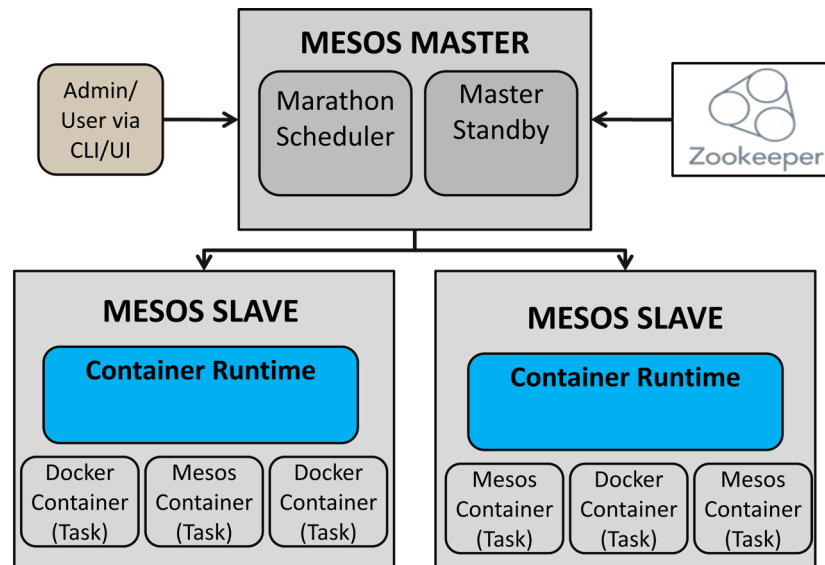 MESOS MASTER
Marathon
Scheduler
Master
Standby
Admin/
User via
CLI/UI
Zookeeper
MESOS SLAVE
Container Runtime
Docker
Container
(Task)
Mesos
Container
(Task)
Docker
Container
(Task)
MESOS SLAVE
Container Runtime
Mesos
Container
(Task)
Docker
Container
(Task)
Mesos
Container
(Task)